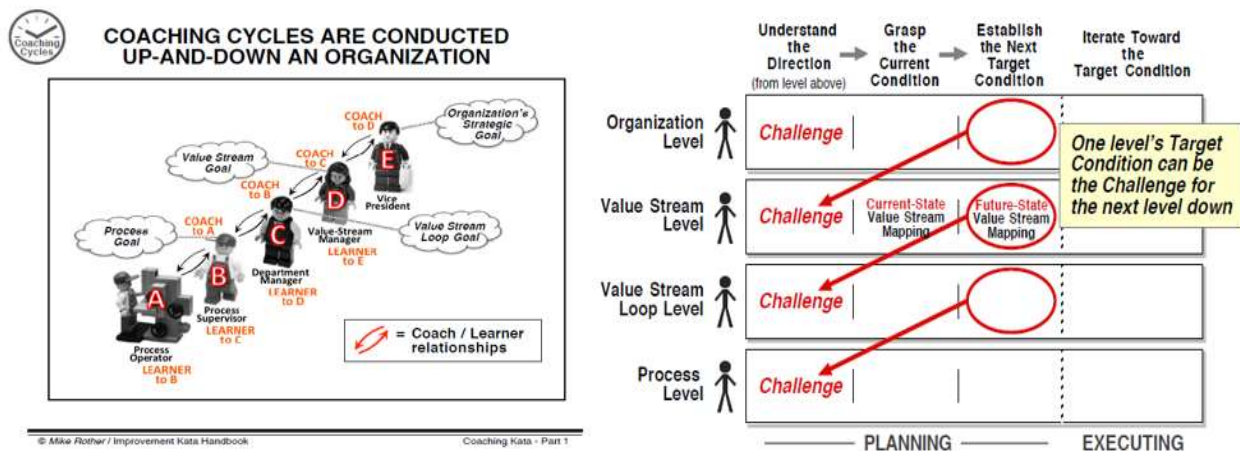 Coaching
Cycles
COACHING CYCLES ARE CONDUCTED
UP-AND-DOWN AN ORGANIZATION
Organization's
Strategic
Goal
COACH
to D
E
Vice
President
Value Stream
Goal
COACH
to C
D
Value-Stream
Manager
LEARNER
to E
Value Stream
Loop Goal
COACH
to B
C
Department
Manager
LEARNER
to D
Process
Goal
COACH
to A
B
Process
Supervisor
LEARNER
to C
A
Process
Operator
LEARNER
to B
= Coach / Learner
relationships
© Mike Rother / Improvement Kata Handbook
Coaching Kata - Part 1
Understand
the
Direction
(from level above)
Grasp
the
Current
Condition
Establish
the Next
Target
Condition
Iterate Toward
the
Target Condition
Organization
Level
Challenge
One level's Target
Condition can be
the Challenge for
the next level down
Value Stream
Level
Challenge
Current-State
Value Stream
Mapping
Future-State
Value Stream
Mapping
Value Stream
Loop Level
Challenge
Process
Level
Challenge
PLANNING
EXECUTING